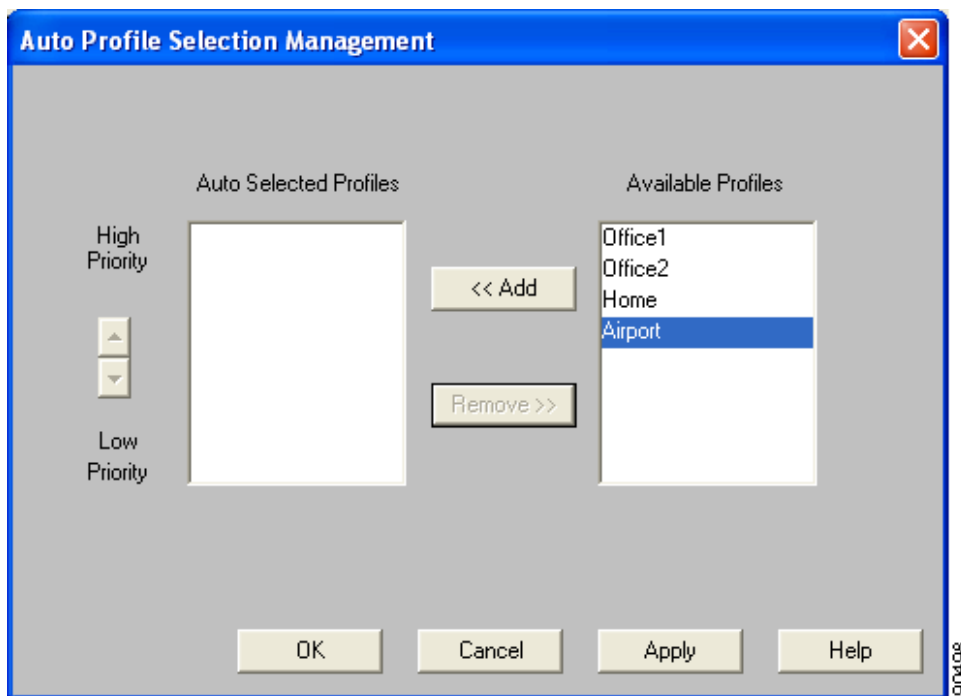 Auto Profile Selection Management
Auto Selected Profiles
Available Profiles
High
Priority
Low
Priority
<< Add
Remove >>
Office1
Office2
Home
Airport
OK
Cancel
Apply
Help